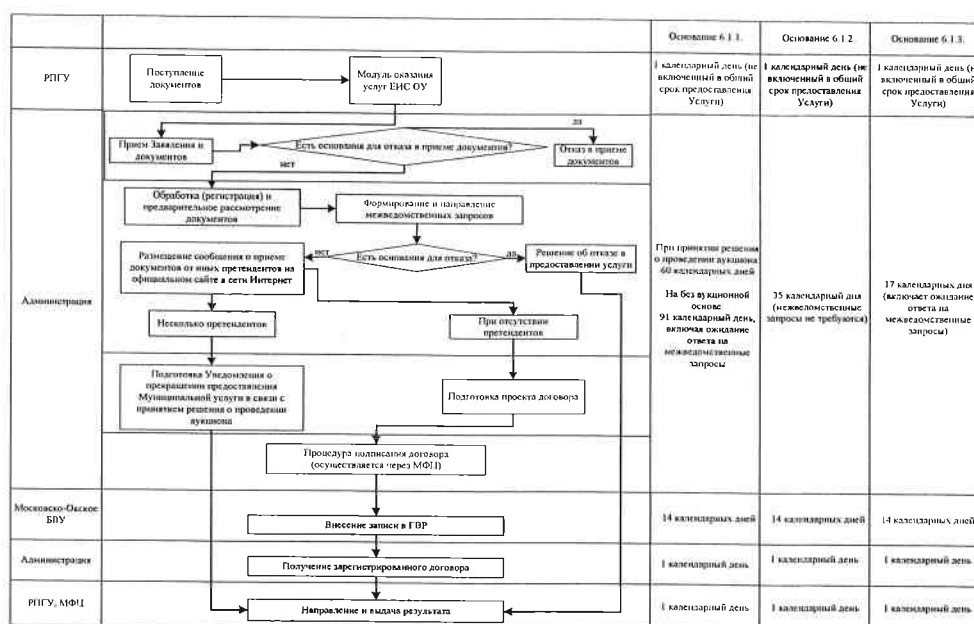 Основание 6.1.1.
Основание 6.1.2.
Основание 6.1.3.
РПГУ
Поступление
документов
Модуль оказания
услуг ЕИС ОУ
1 календарный день (не
включенный в общий
срок предоставления
Услуги)
1 календарный день (не
включенный в общий
срок предоставления
Услуги)
1 календарный день (н
включенный в общий
срок предоставления
Услуги)
Администрация
Прием Заявления и
документов
Есть основания для отказа в приеме документов?
да
Отказ в приеме
документов
нет
Обработка (регистрация) и
предварительное рассмотрение
документов
Формирование и направление
межведомственных запросов
Размещение сообщения о приеме
документов от иных претендентов на
официальном сайте в сети Интернет
нет
Есть основания для отказа?
да
Решение об отказе в
предоставлении услуги
Несколько претендентов
При отсутствии
претендентов
Подготовка Уведомления о
прекращении предоставления
Муниципальной услуги в связи с
принятием решения о проведении
аукциона
Подготовка проекта договора
Процедура подписания договора
(осуществляется через МФЦ)
При принятии решения
о проведении аукциона
60 календарных дней
На без аукционной
основе
91 календарный день,
включая ожидание
ответа на
межведомственные
запросы
35 календарный дня
(межведомственные
запросы не требуются)
17 календарных дня
(включает ожидание
ответа на
межведомственные
запросы)
Московско-Окское
БВУ
Внесение записи в ГВР
14 календарных дней
14 календарных дней
14 календарных дней
Администрация
Получение зарегистрированного договора
1 календарный день
1 календарный день
1 календарный день
РПГУ, МФЦ
Направление и выдача результата
1 календарный день
1 календарный день
1 календарный день